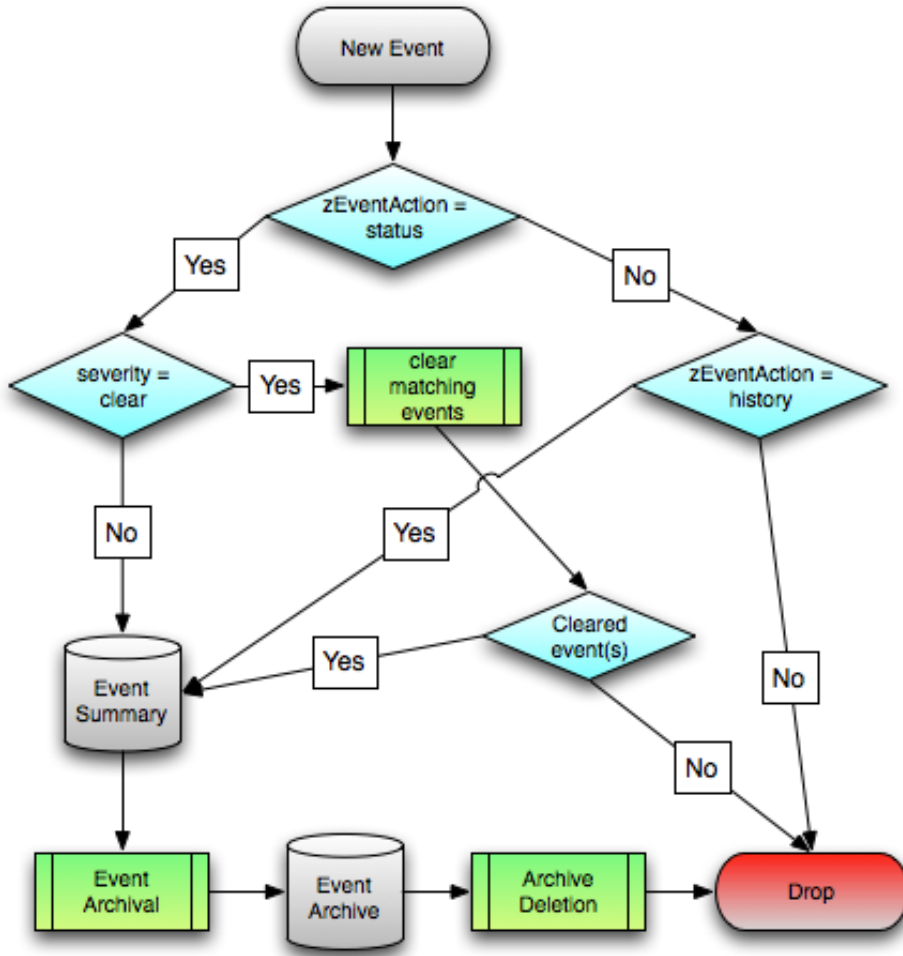 New Event
zEventAction =
status
Yes
No
severity =
clear
Yes
clear
matching
events
zEventAction =
history
No
Yes
Cleared
event(s)
Yes
No
Event
Summary
No
Event
Archival
Event
Archive
Archive
Deletion
Drop